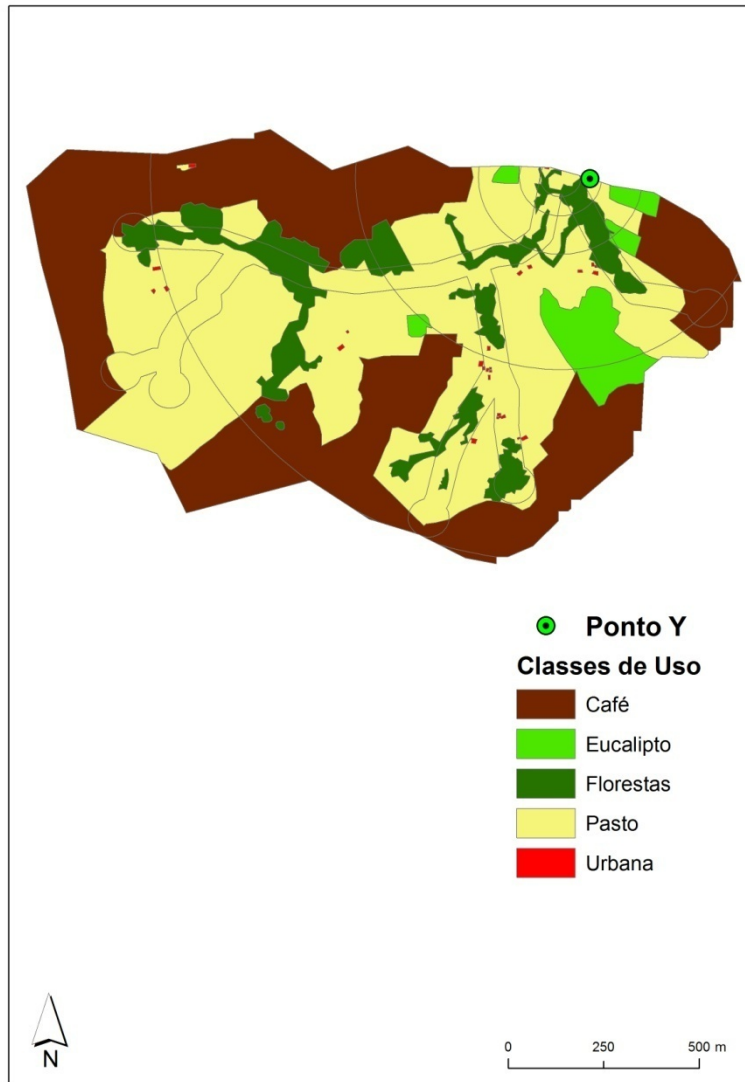 Ponto Y
Classes de Uso
Café
Eucalipto
Florestas
Pasto
Urbana
N
0 250 500 m